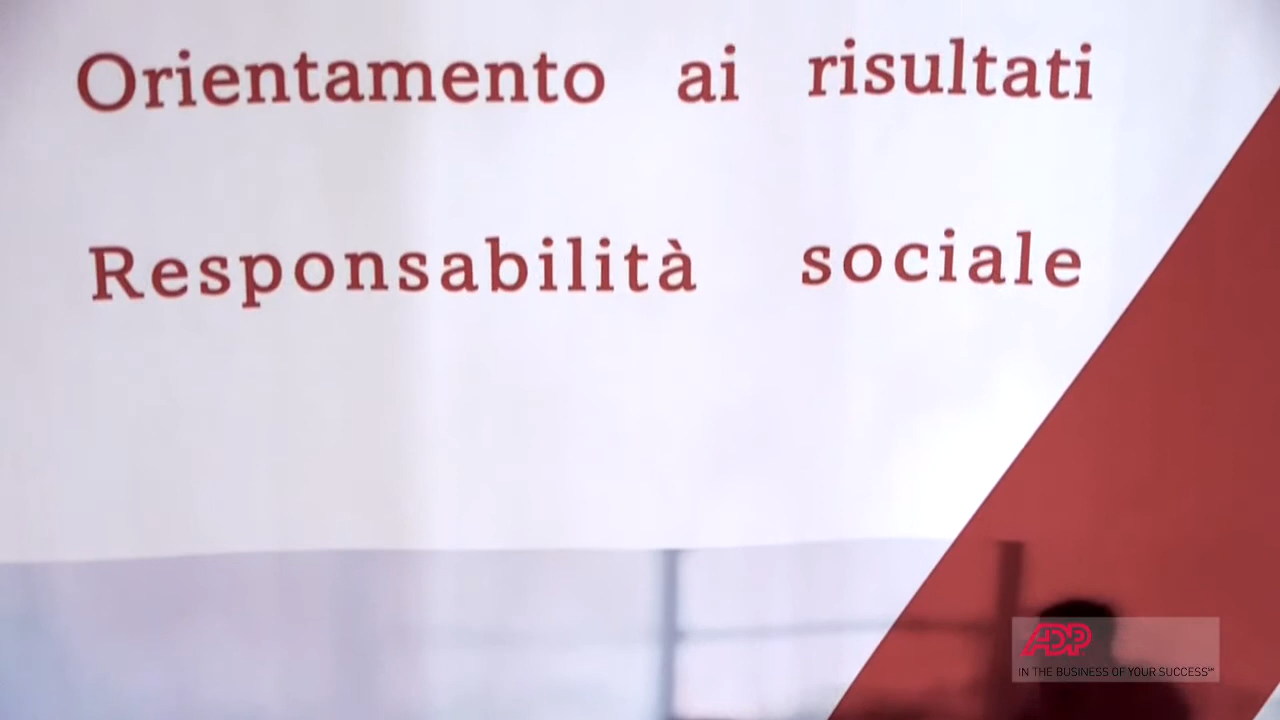 Orientamento ai risultati
Responsabilità sociale
ADP
IN THE BUSINESS OF YOUR SUCCESS℠